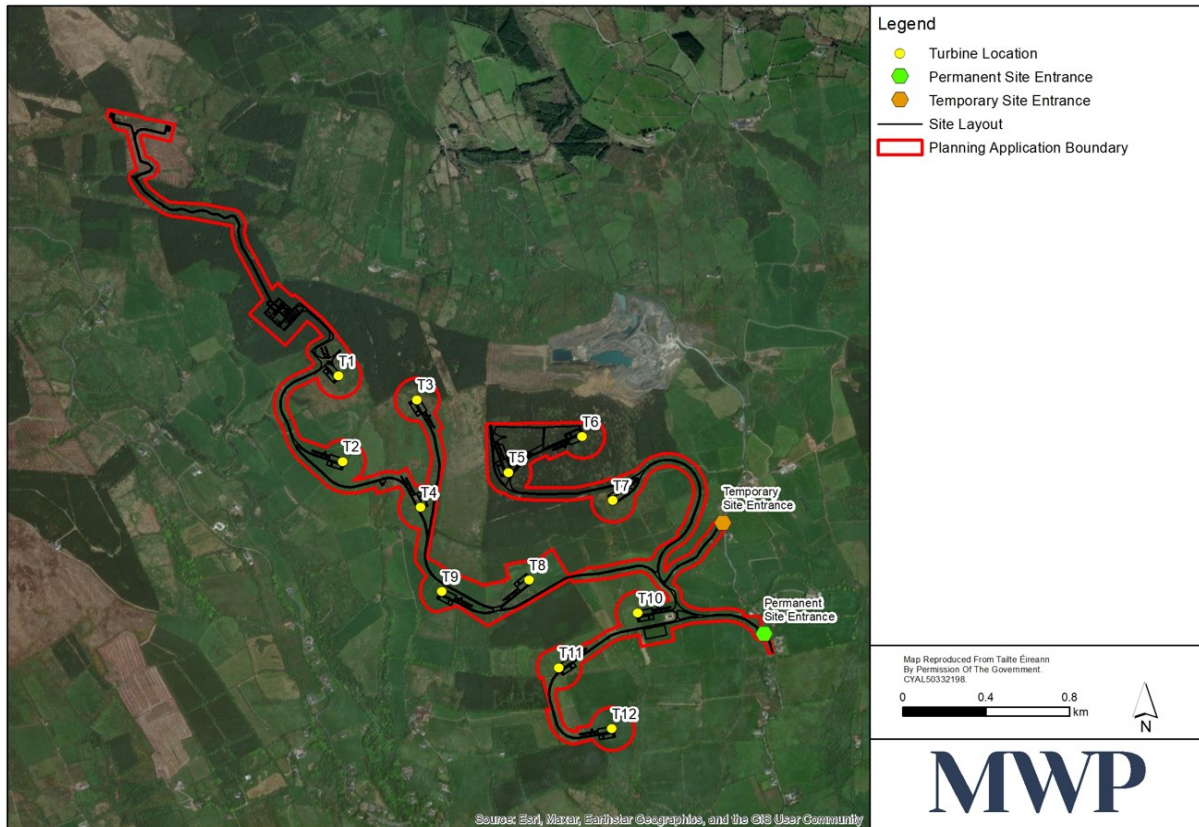 Legend
Turbine Location
Permanent Site Entrance
Temporary Site Entrance
Site Layout
Planning Application Boundary
T1
T3
T6
T2
T5
T7
T4
Temporary
Site Entrance
T8
T9
T10
Permanent
Site Entrance
T11
T12
Map Reproduced From Tailte Éireann
By Permission Of The Government.
CYAL50332198.
0 0.4 0.8
km
N
MWP
Source: Esri, Maxar, Earthstar Geographics, and the GIS User Community